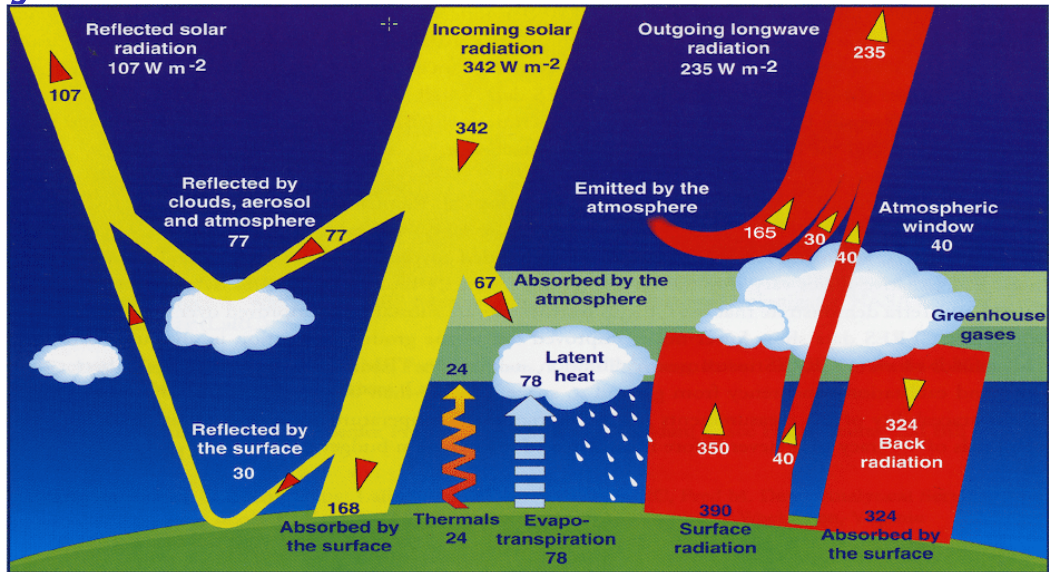 Reflected solar
radiation
107 W m-2
Incoming solar
radiation
342 W m-2
Outgoing longwave
radiation
235 W m-2
235
107
342
Reflected by
clouds, aerosol
and atmosphere
77
77
Emitted by the
atmosphere
165
30
40
Atmospheric
window
40
67
Absorbed by the
atmosphere
Greenhouse
gases
24
78
Latent
heat
350
40
324
Back
radiation
Reflected by
the surface
30
168
Absorbed by
the surface
Thermals
24
Evapo-
transpiration
78
390
Surface
radiation
324
Absorbed by
the surface